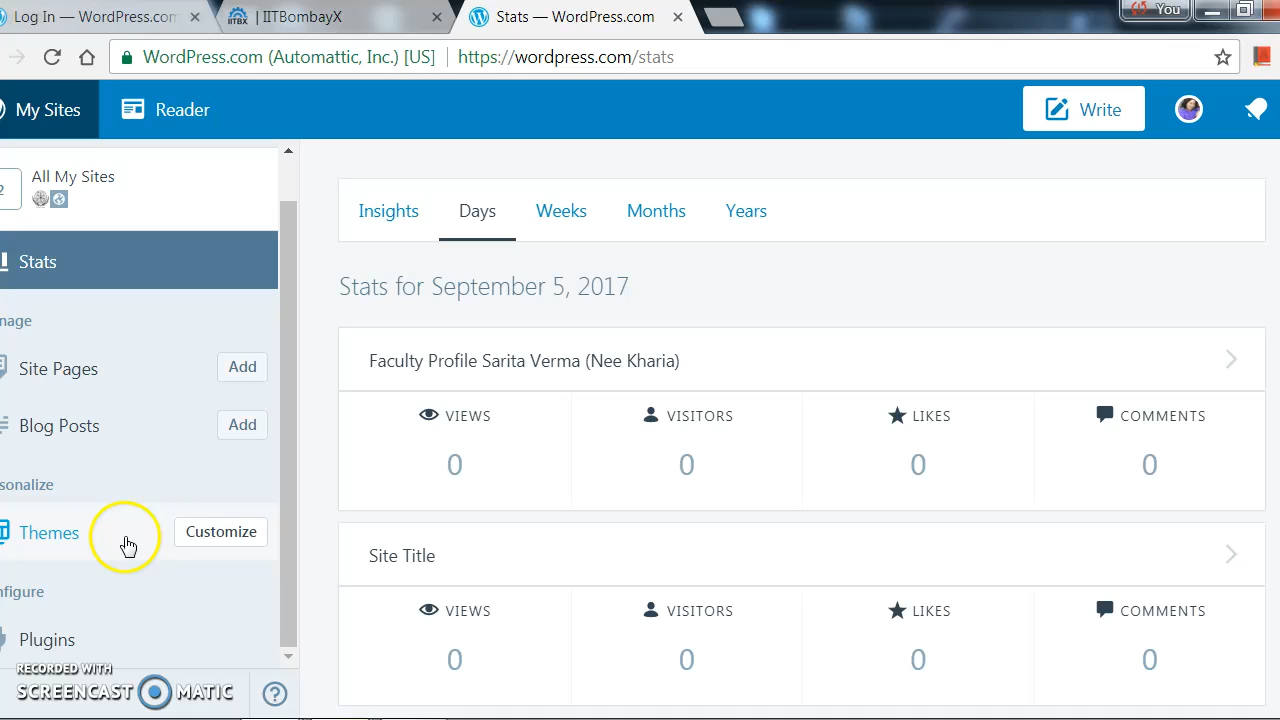 Log In — WordPress.com
| IITBombayX
Stats — WordPress.com
You
WordPress.com (Automattic, Inc.) [US]
https://wordpress.com/stats
My Sites
Reader
Write
2
All My Sites
Stats
nage
Site Pages
Add
Blog Posts
Add
sonalize
Themes
Customize
nfigure
Plugins
RECORDED WITH
SCREENCAST MATIC
Insights
Days
Weeks
Months
Years
Stats for September 5, 2017
Faculty Profile Sarita Verma (Nee Kharia)
VIEWS
VISITORS
LIKES
COMMENTS
0
0
0
0
Site Title
VIEWS
VISITORS
LIKES
COMMENTS
0
0
0
0